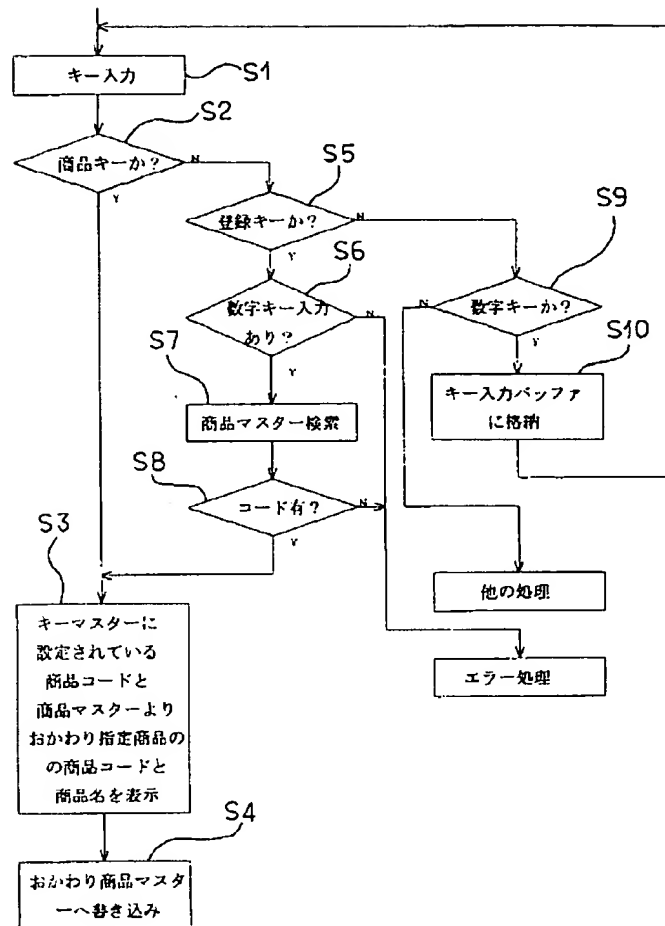 S1
キー入力
S2
商品キーか?
N
Y
S5
登録キーか?
N
Y
S9
数字キーか?
N
Y
S6
数字キー入力
あり?
N
Y
S10
キー入力バッファ
に格納
S7
商品マスター検索
S8
コード有?
N
Y
S3
キーマスターに
設定されている
商品コードと
商品マスターより
おかわり指定商品の
の商品コードと
商品名を表示
他の処理
エラー処理
S4
おかわり商品マスタ
ーへ書き込み